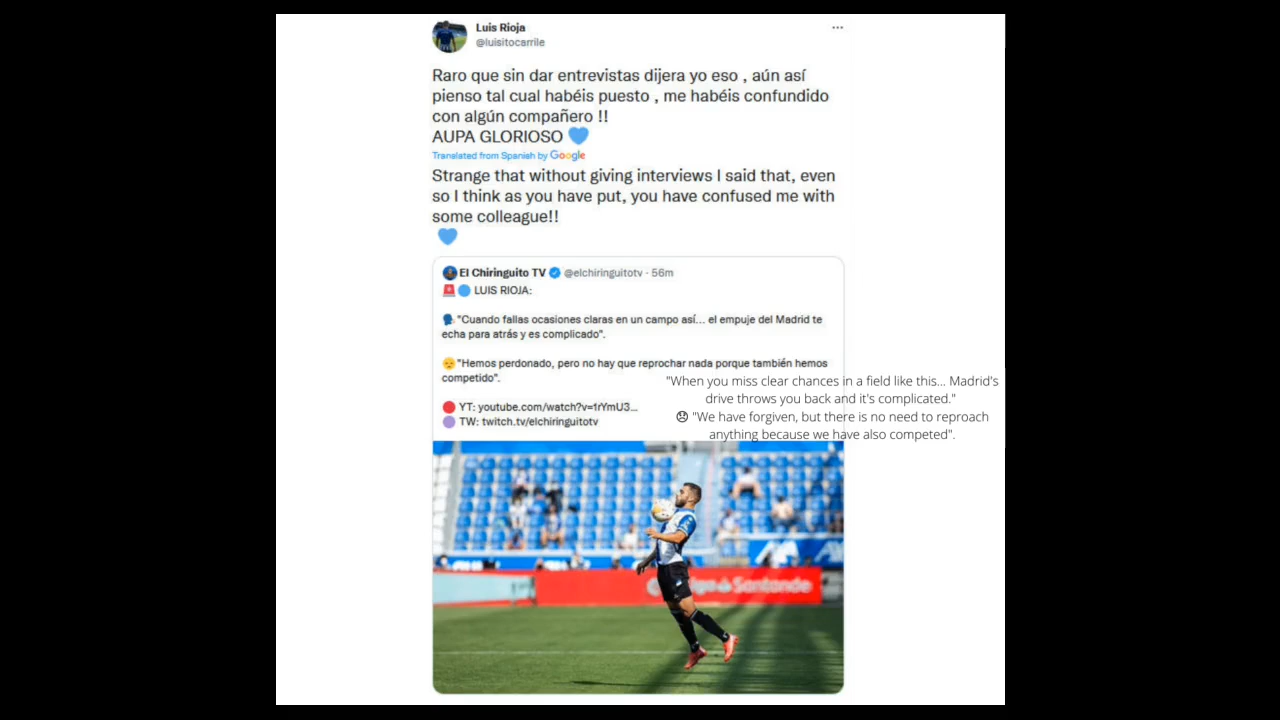 Luis Rioja
@luisitocarrile
Raro que sin dar entrevistas dijera yo eso , aún así
pienso tal cual habéis puesto , me habéis confundido
con algún compañero !!
AUPA GLORIOSO 💙
Translated from Spanish by Google
Strange that without giving interviews I said that, even
so I think as you have put, you have confused me with
some colleague!!
💙
El Chiringuito TV @elchiringuitotv · 56m
🚨🔵 LUIS RIOJA:
🗣 "Cuando fallas ocasiones claras en un campo así... el empuje del Madrid te
echa para atrás y es complicado".
😞 "Hemos perdonado, pero no hay que reprochar nada porque también hemos
competido".
"When you miss clear chances in a field like this... Madrid's
drive throws you back and it's complicated."
😞 "We have forgiven, but there is no need to reproach
anything because we have also competed".
🔴 YT: youtube.com/watch?v=1rYmU3...
🟣 TW: twitch.tv/elchiringuitotv
Santander